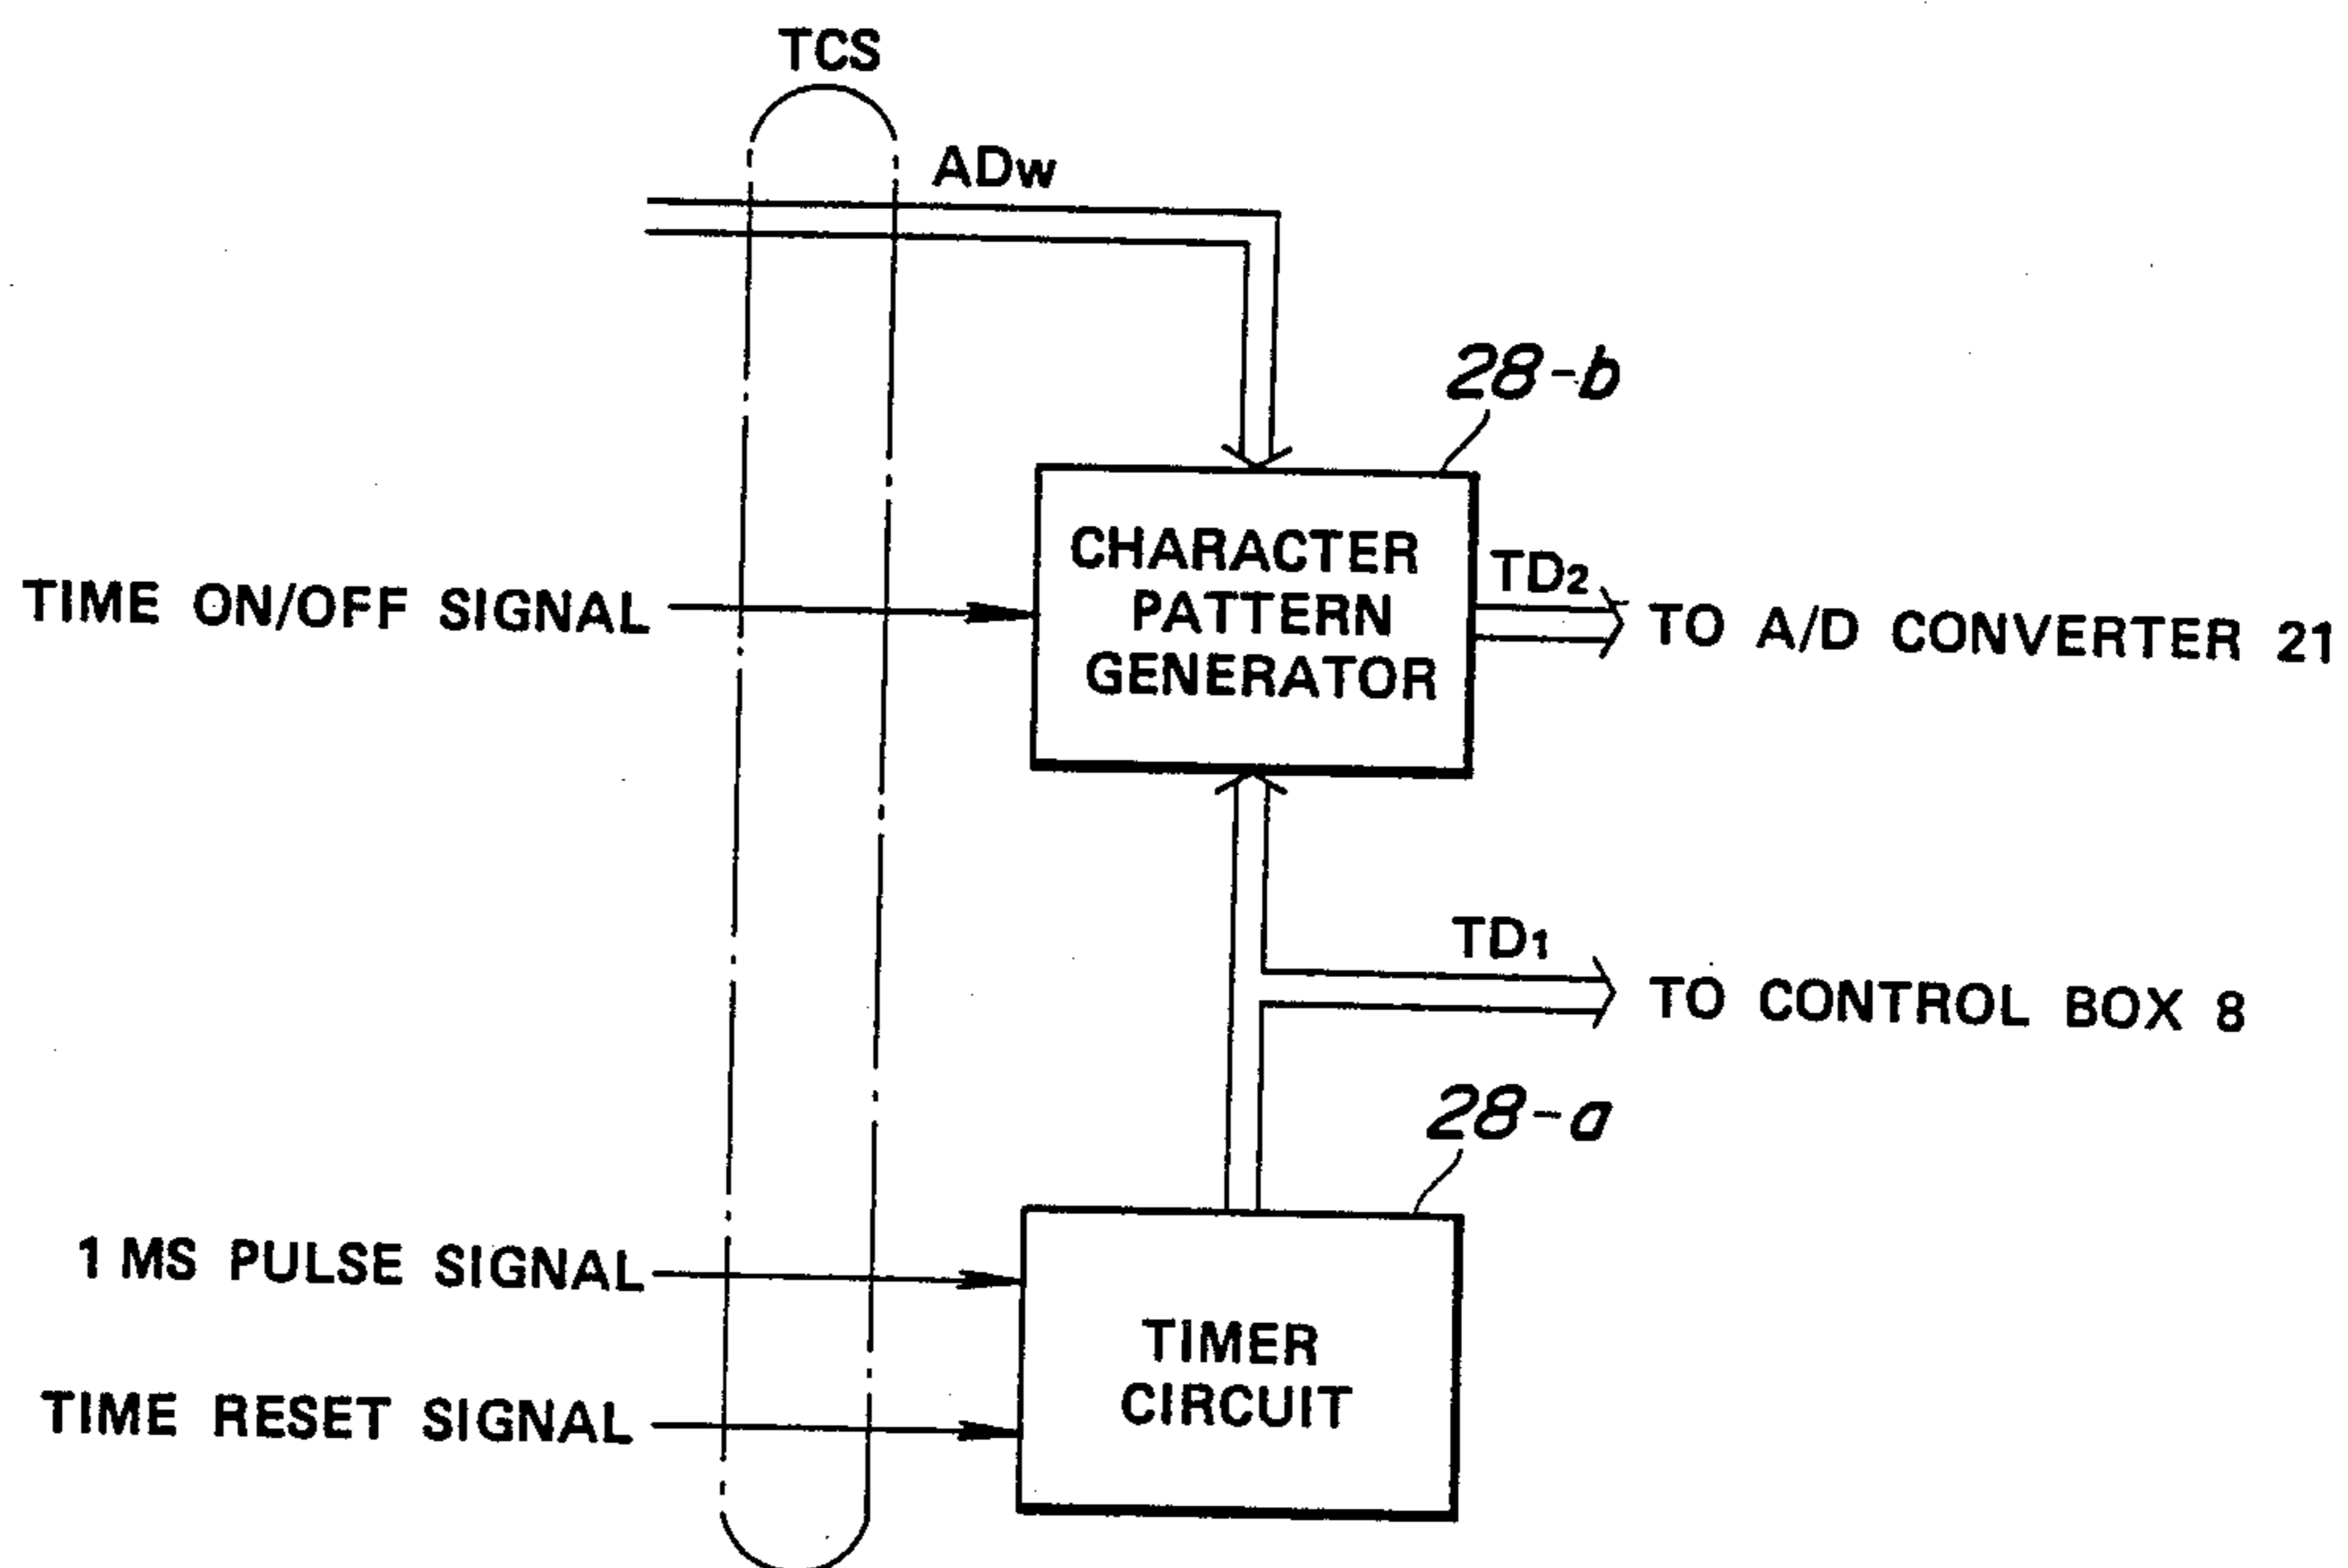 TCS
ADw
28-b
CHARACTER
PATTERN
GENERATOR
TIME ON/OFF SIGNAL
TD2
TO A/D CONVERTER 21
TD1
TO CONTROL BOX 8
28-a
1 MS PULSE SIGNAL
TIMER
CIRCUIT
TIME RESET SIGNAL